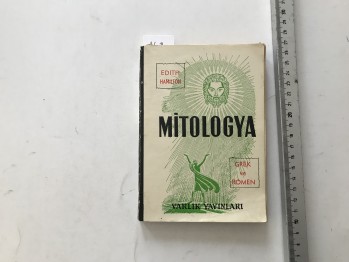 EDITH
HAMILTON
MİTOLOGYA
GREK
ve
ROMEN
VARLIK YAYINLARI